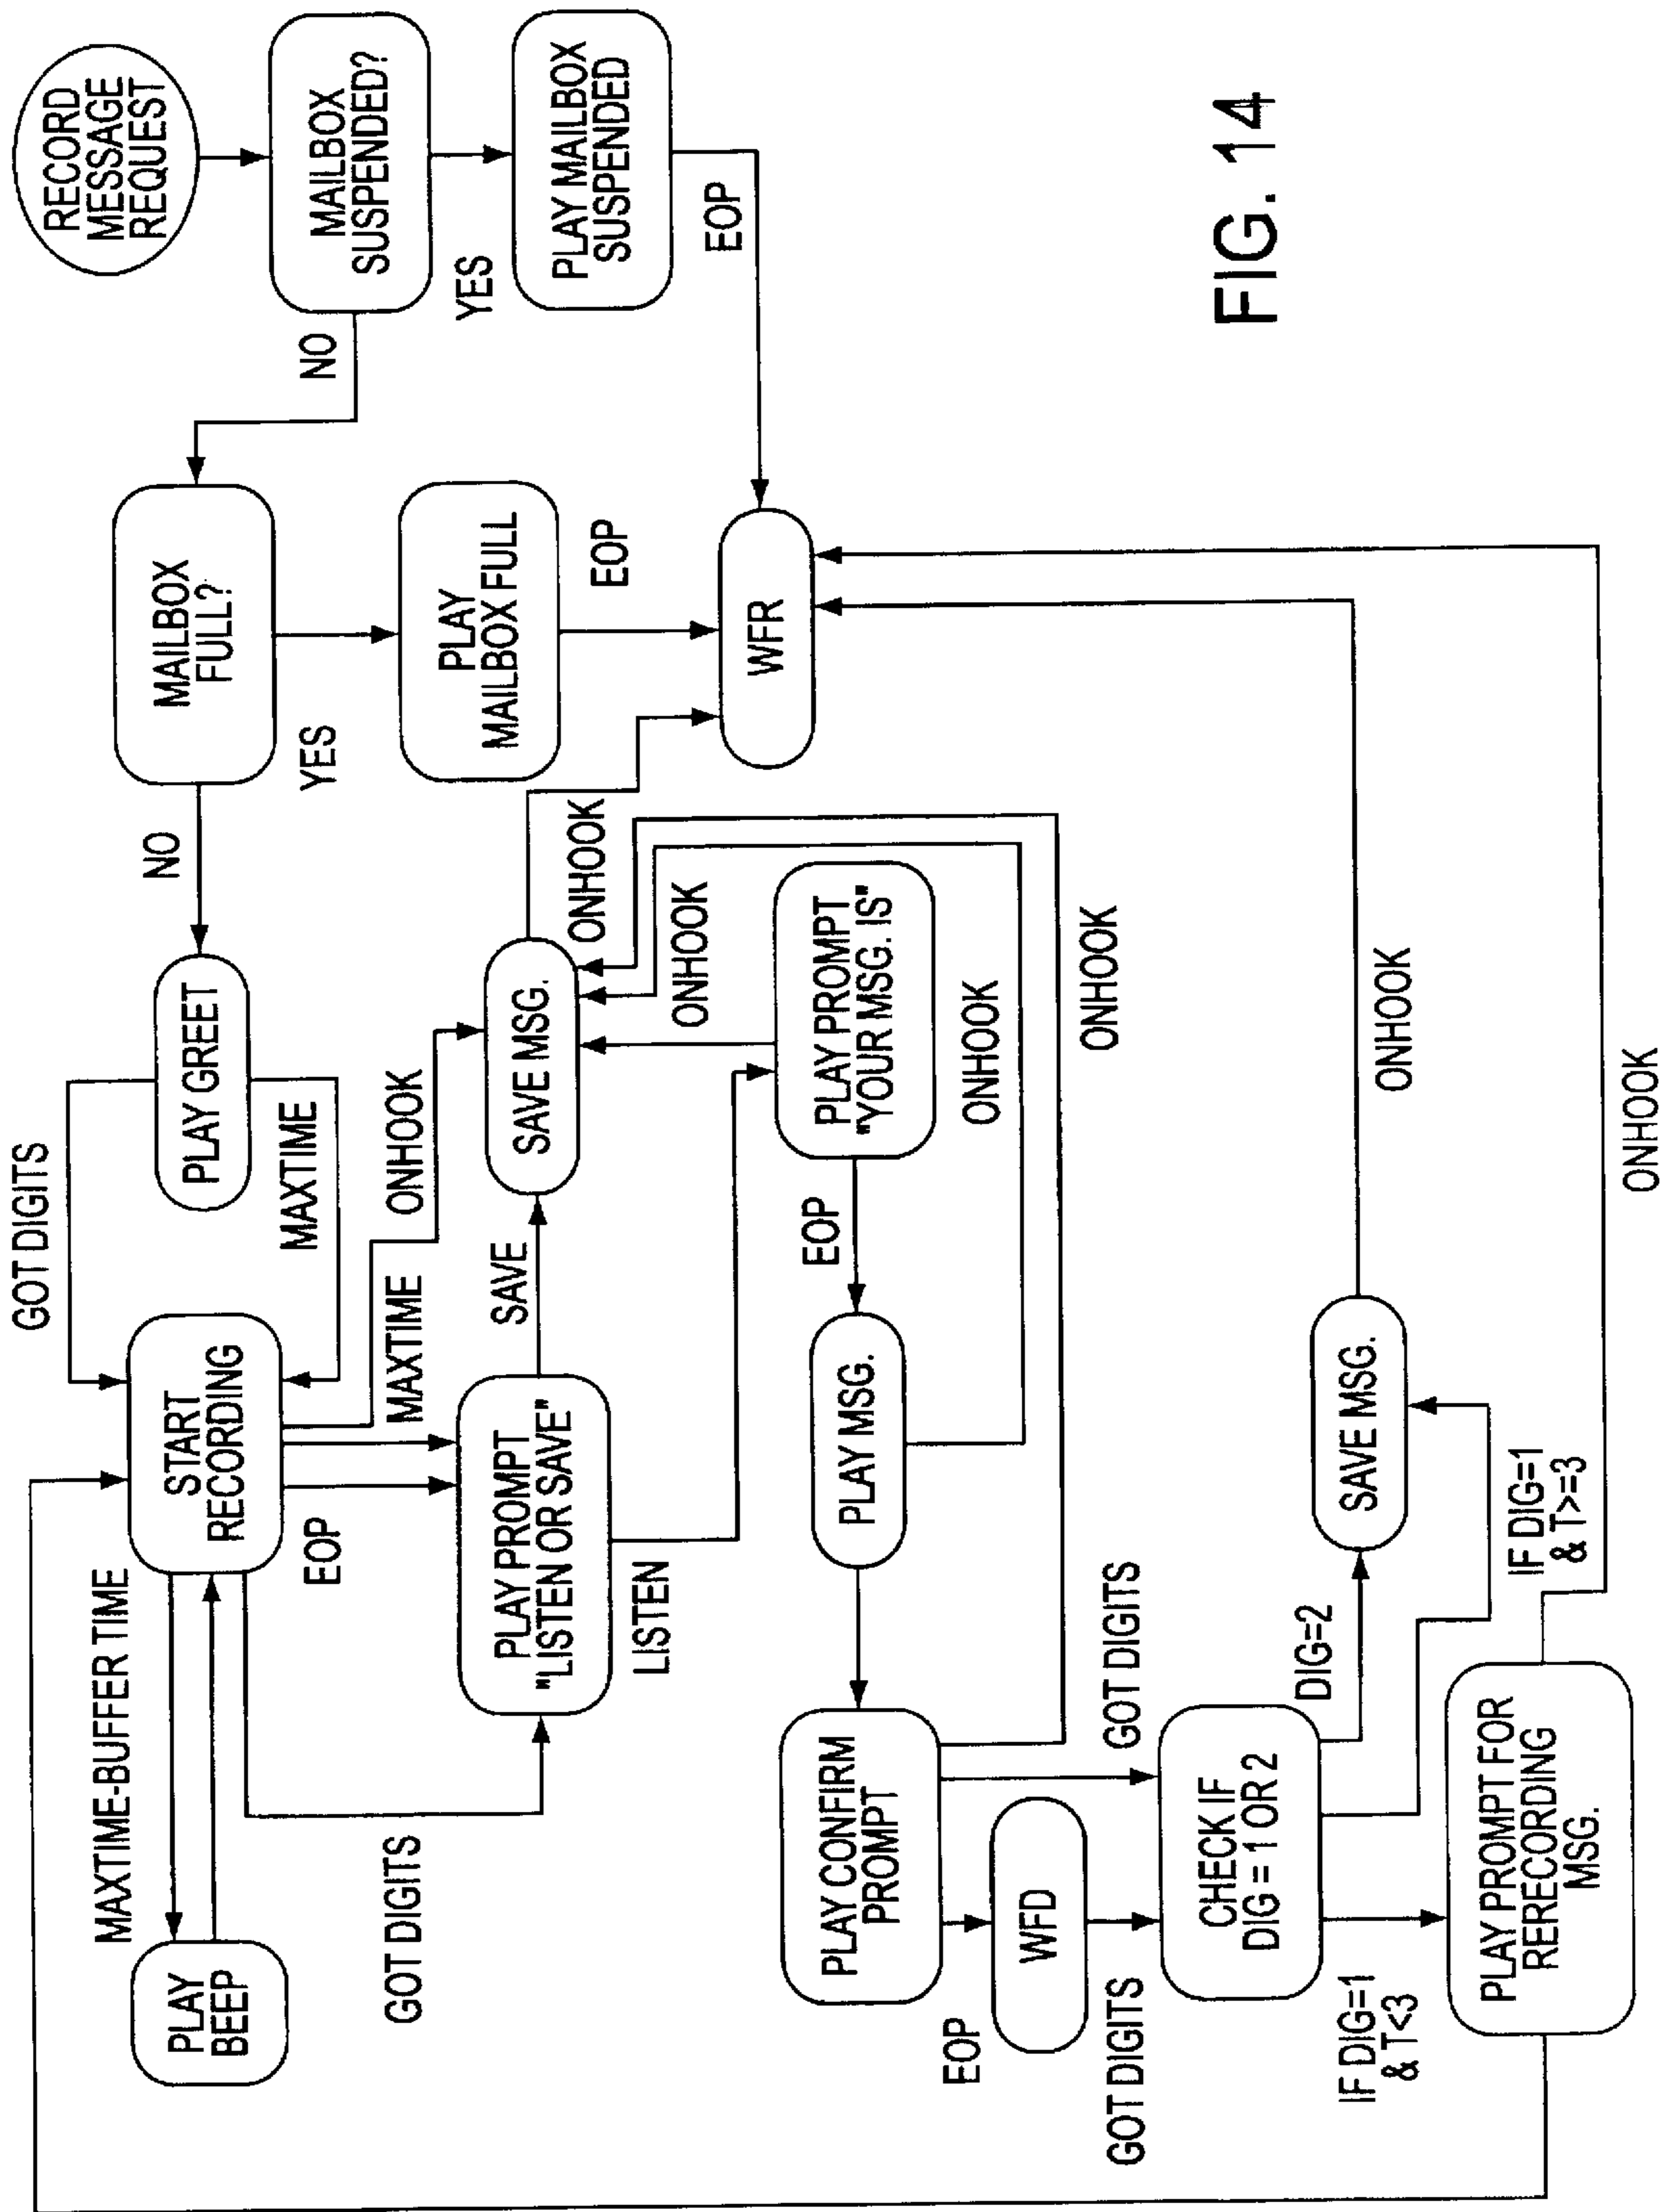 RECORD
MESSAGE
REQUEST
MAILBOX
SUSPENDED?
YES
PLAY MAILBOX
SUSPENDED
EOP
NO
MAILBOX
FULL?
YES
PLAY
MAILBOX FULL
EOP
WFR
NO
PLAY GREET
GOT DIGITS
MAXTIME
START
RECORDING
MAXTIME-BUFFER TIME
PLAY
BEEP
GOT DIGITS
EOP
MAXTIME
ONHOOK
PLAY PROMPT
"LISTEN OR SAVE"
SAVE
SAVE MSG.
ONHOOK
ONHOOK
LISTEN
PLAY PROMPT
"YOUR MSG. IS"
EOP
PLAY MSG.
ONHOOK
ONHOOK
PLAY CONFIRM
PROMPT
EOP
WFD
GOT DIGITS
GOT DIGITS
CHECK IF
DIG = 1 OR 2
DIG=2
SAVE MSG.
ONHOOK
IF DIG=1
& T<3
IF DIG=1
& T>=3
PLAY PROMPT FOR
RERECORDING
MSG.
ONHOOK
FIG. 14